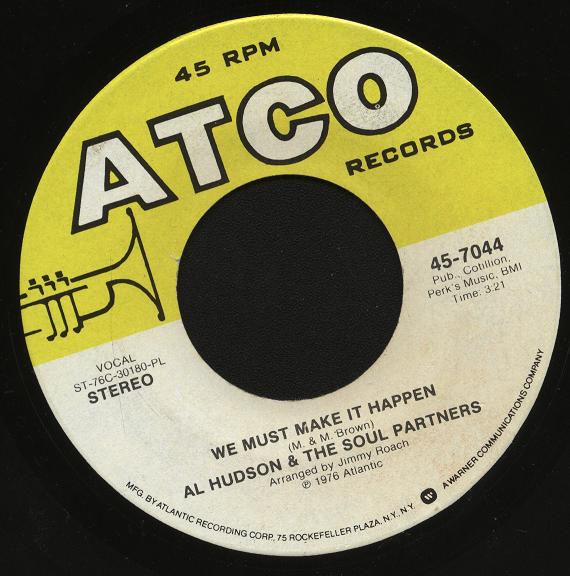 45 RPM
ATCO
RECORDS
45-7044
Pub., Cotillion,
Perk's Music, BMI
Time: 3:21
VOCAL
ST-76C-30180-PL
STEREO
WE MUST MAKE IT HAPPEN
(M. & M. Brown)
AL HUDSON & THE SOUL PARTNERS
Arranged by Jimmy Roach
℗ 1976 Atlantic
MFG. BY ATLANTIC RECORDING CORP., 75 ROCKEFELLER PLAZA, N.Y., N.Y. W A WARNER COMMUNICATIONS COMPANY